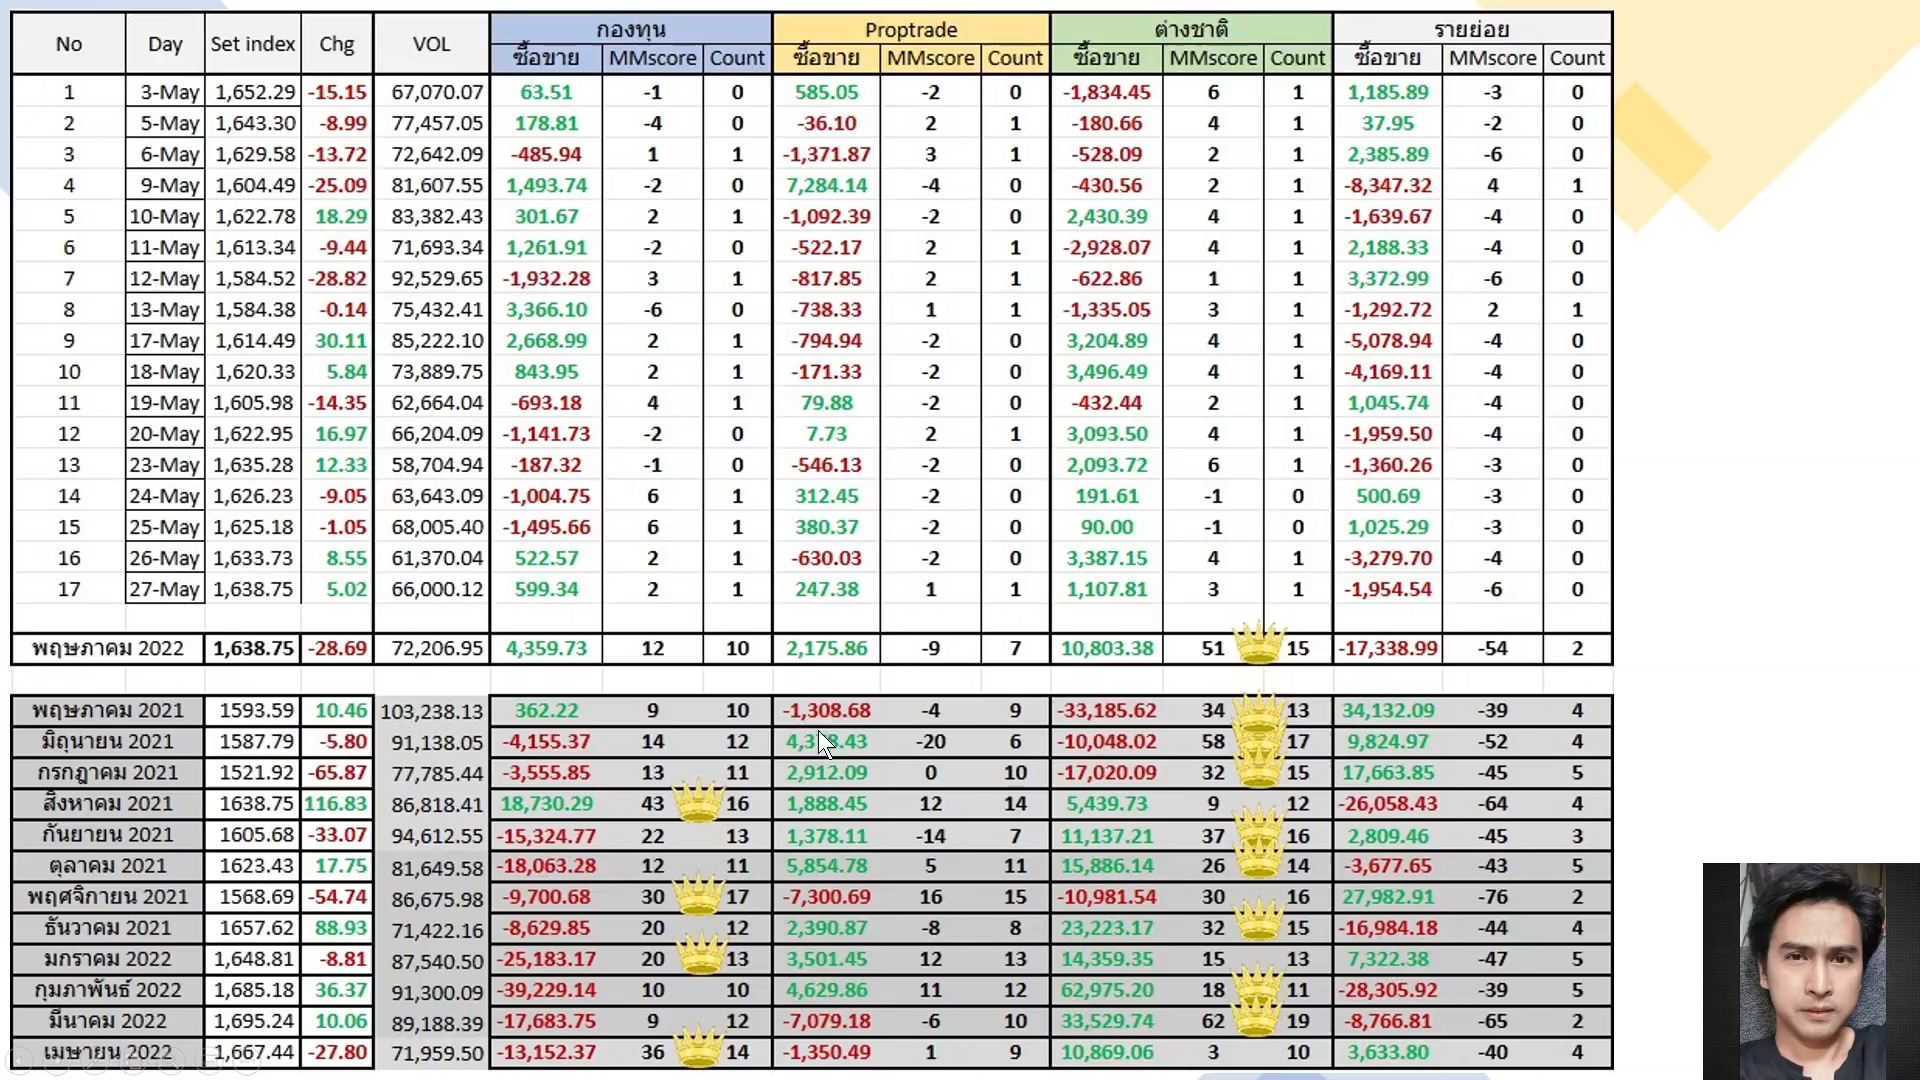 No Day Set index Chg VOL กองทุน Proptrade ต่างชาติ รายย่อย
ซื้อขาย MMscore Count ซื้อขาย MMscore Count ซื้อขาย MMscore Count ซื้อขาย MMscore Count
1 3-May 1,652.29 -15.15 67,070.07 63.51 -1 0 585.05 -2 0 -1,834.45 6 1 1,185.89 -3 0
2 5-May 1,643.30 -8.99 77,457.05 178.81 -4 0 -36.10 2 1 -180.66 4 1 37.95 -2 0
3 6-May 1,629.58 -13.72 72,642.09 -485.94 1 1 -1,371.87 3 1 -528.09 2 1 2,385.89 -6 0
4 9-May 1,604.49 -25.09 81,607.55 1,493.74 -2 0 7,284.14 -4 0 -430.56 2 1 -8,347.32 4 1
5 10-May 1,622.78 18.29 83,382.43 301.67 2 1 -1,092.39 -2 0 2,430.39 4 1 -1,639.67 -4 0
6 11-May 1,613.34 -9.44 71,693.34 1,261.91 -2 0 -522.17 2 1 -2,928.07 4 1 2,188.33 -4 0
7 12-May 1,584.52 -28.82 92,529.65 -1,932.28 3 1 -817.85 2 1 -622.86 1 1 3,372.99 -6 0
8 13-May 1,584.38 -0.14 75,432.41 3,366.10 -6 0 -738.33 1 1 -1,335.05 3 1 -1,292.72 2 1
9 17-May 1,614.49 30.11 85,222.10 2,668.99 2 1 -794.94 -2 0 3,204.89 4 1 -5,078.94 -4 0
10 18-May 1,620.33 5.84 73,889.75 843.95 2 1 -171.33 -2 0 3,496.49 4 1 -4,169.11 -4 0
11 19-May 1,605.98 -14.35 62,664.04 -693.18 4 1 79.88 -2 0 -432.44 2 1 1,045.74 -4 0
12 20-May 1,622.95 16.97 66,204.09 -1,141.73 -2 0 7.73 2 1 3,093.50 4 1 -1,959.50 -4 0
13 23-May 1,635.28 12.33 58,704.94 -187.32 -1 0 -546.13 -2 0 2,093.72 6 1 -1,360.26 -3 0
14 24-May 1,626.23 -9.05 63,643.09 -1,004.75 6 1 312.45 -2 0 191.61 -1 0 500.69 -3 0
15 25-May 1,625.18 -1.05 68,005.40 -1,495.66 6 1 380.37 -2 0 90.00 -1 0 1,025.29 -3 0
16 26-May 1,633.73 8.55 61,370.04 522.57 2 1 -630.03 -2 0 3,387.15 4 1 -3,279.70 -4 0
17 27-May 1,638.75 5.02 66,000.12 599.34 2 1 247.38 1 1 1,107.81 3 1 -1,954.54 -6 0
พฤษภาคม 2022 1,638.75 -28.69 72,206.95 4,359.73 12 10 2,175.86 -9 7 10,803.38 51 15 -17,338.99 -54 2
พฤษภาคม 2021 1593.59 10.46 103,238.13 362.22 9 10 -1,308.68 -4 9 -33,185.62 34 13 34,132.09 -39 4
มิถุนายน 2021 1587.79 -5.80 91,138.05 -4,155.37 14 12 -20 6 -10,048.02 58 17 9,824.97 -52 4
กรกฎาคม 2021 1521.92 -65.87 77,785.44 -3,555.85 13 11 2,912.09 0 10 -17,020.09 32 15 17,663.85 -45 5
สิงหาคม 2021 1638.75 116.83 86,818.41 18,730.29 43 16 1,888.45 12 14 5,439.73 9 12 -26,058.43 -64 4
กันยายน 2021 1605.68 -33.07 94,612.55 -15,324.77 22 13 1,378.11 -14 7 11,137.21 37 16 2,809.46 -45 3
ตุลาคม 2021 1623.43 17.75 81,649.58 -18,063.28 12 11 5,854.78 5 11 15,886.14 26 14 -3,677.65 -43 5
พฤศจิกายน 2021 1568.69 -54.74 86,675.98 -9,700.68 30 17 -7,300.69 16 15 -10,981.54 30 16 27,982.91 -76 2
ธันวาคม 2021 1657.62 88.93 71,422.16 -8,629.85 20 12 2,390.87 -8 8 23,223.17 32 15 -16,984.18 -44 4
มกราคม 2022 1,648.81 -8.81 87,540.50 -25,183.17 20 13 3,501.45 12 13 14,359.35 15 13 7,322.38 -47 5
กุมภาพันธ์ 2022 1,685.18 36.37 91,300.09 -39,229.14 10 10 4,629.86 11 12 62,975.20 18 11 -28,305.92 -39 5
มีนาคม 2022 1,695.24 10.06 89,188.39 -17,683.75 9 12 -7,079.18 -6 10 33,529.74 62 19 -8,766.81 -65 2
เมษายน 2022 1,667.44 -27.80 71,959.50 -13,152.37 36 14 -1,350.49 1 9 10,869.06 3 10 3,633.80 -40 4